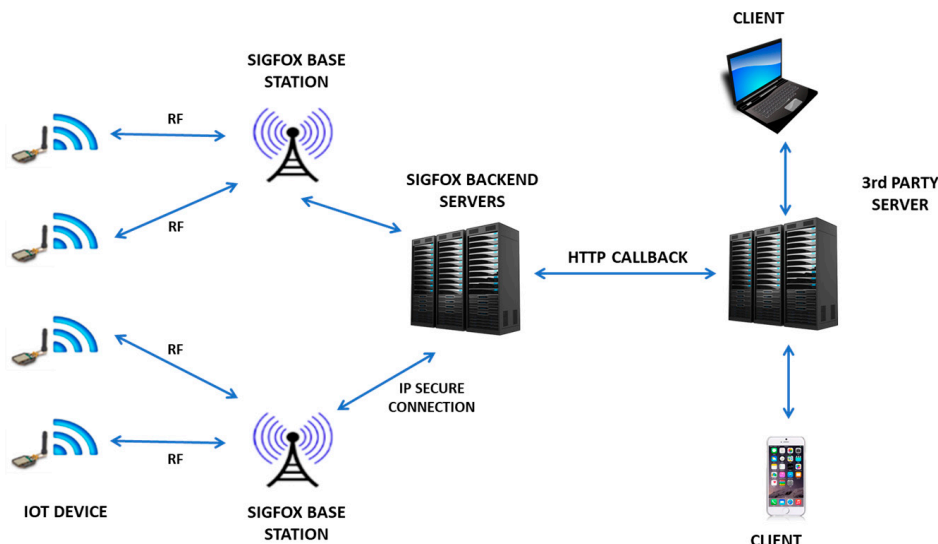 CLIENT
SIGFOX BASE
STATION
RF
SIGFOX BACKEND
SERVERS
3rd PARTY
SERVER
RF
HTTP CALLBACK
RF
IP SECURE
CONNECTION
RF
IOT DEVICE
SIGFOX BASE
STATION
CLIENT